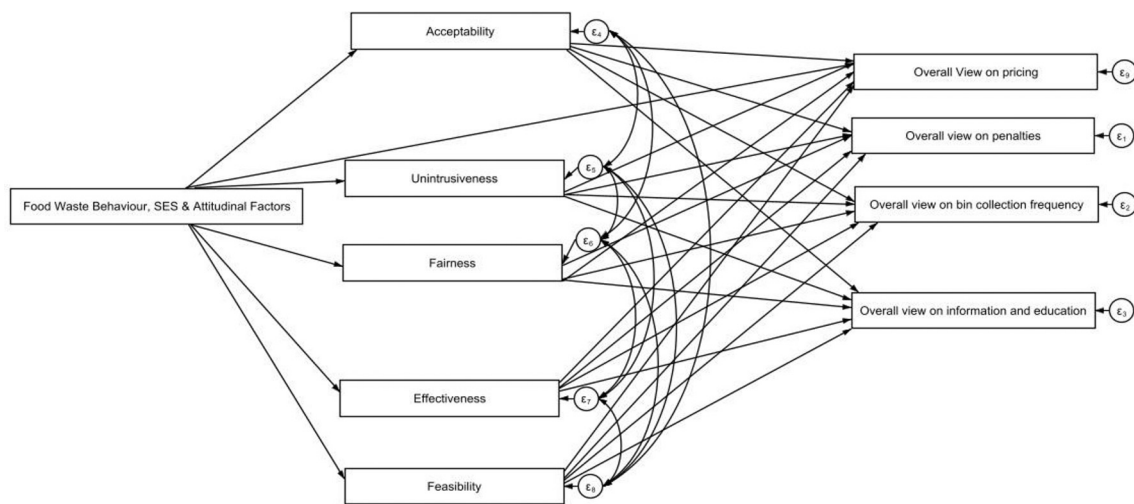 Acceptability
ε4
Overall View on pricing
ε9
Overall view on penalties
ε1
Unintrusiveness
ε5
Food Waste Behaviour, SES & Attitudinal Factors
Overall view on bin collection frequency
ε2
Fairness
ε6
Overall view on information and education
ε3
Effectiveness
ε7
Feasibility
ε8